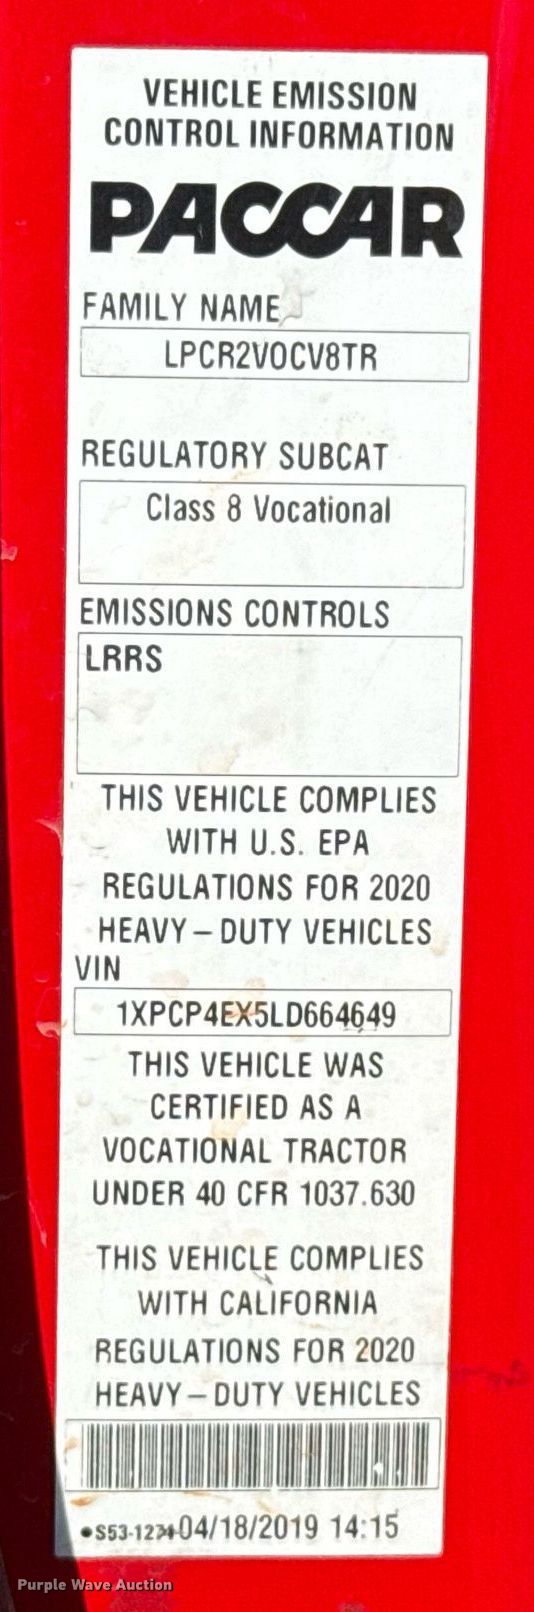 VEHICLE EMISSION
CONTROL INFORMATION
PACCAR
FAMILY NAME
LPCR2VOCV8TR
REGULATORY SUBCAT
Class 8 Vocational
EMISSIONS CONTROLS
LRRS
THIS VEHICLE COMPLIES
WITH U.S. EPA
REGULATIONS FOR 2020
HEAVY–DUTY VEHICLES
VIN
1XPCP4EX5LD664649
THIS VEHICLE WAS
CERTIFIED AS A
VOCATIONAL TRACTOR
UNDER 40 CFR 1037.630
THIS VEHICLE COMPLIES
WITH CALIFORNIA
REGULATIONS FOR 2020
HEAVY–DUTY VEHICLES
●S53-1274 04/18/2019 14:15
Purple Wave Auction